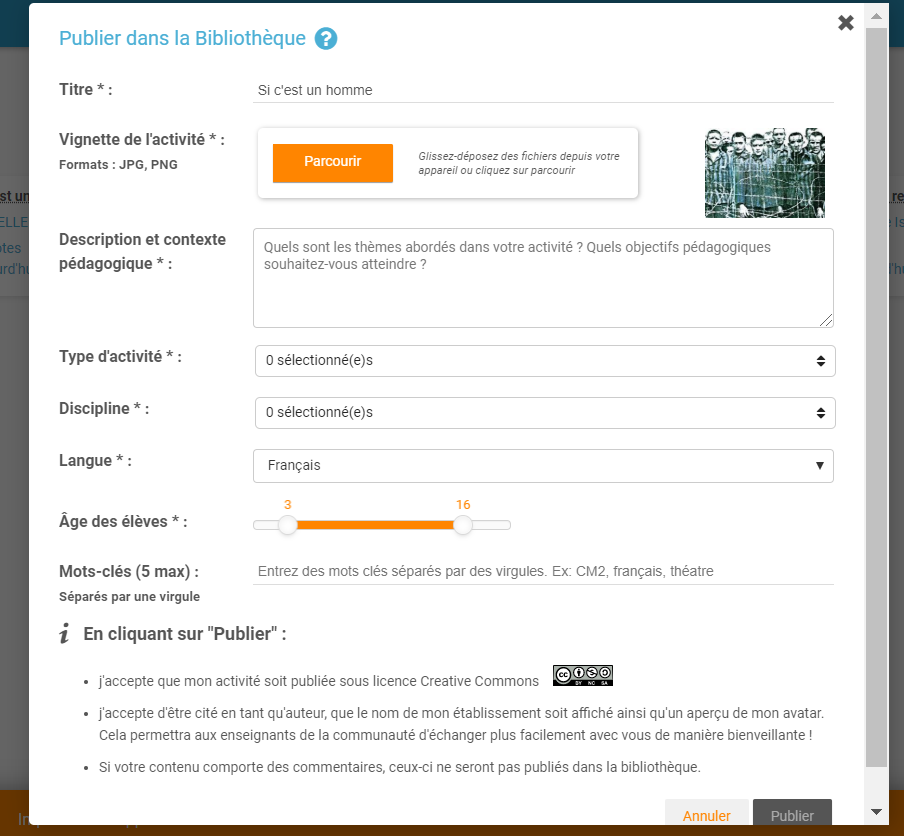 Publier dans la Bibliothèque ?
Titre * :
Si c'est un homme
Vignette de l'activité * :
Formats : JPG, PNG
Parcourir
Glissez-déposez des fichiers depuis votre
appareil ou cliquez sur parcourir
Description et contexte
pédagogique * :
Quels sont les thèmes abordés dans votre activité ? Quels objectifs pédagogiques
souhaitez-vous atteindre ?
Type d'activité * :
0 sélectionné(e)s
Discipline * :
0 sélectionné(e)s
Langue * :
Français
Âge des élèves * :
3
16
Mots-clés (5 max) :
Séparés par une virgule
Entrez des mots clés séparés par des virgules. Ex: CM2, français, théatre
i En cliquant sur "Publier" :
j'accepte que mon activité soit publiée sous licence Creative Commons
cc BY NC SA
j'accepte d'être cité en tant qu'auteur, que le nom de mon établissement soit affiché ainsi qu'un aperçu de mon avatar.
Cela permettra aux enseignants de la communauté d'échanger plus facilement avec vous de manière bienveillante !
Si votre contenu comporte des commentaires, ceux-ci ne seront pas publiés dans la bibliothèque.
Annuler
Publier